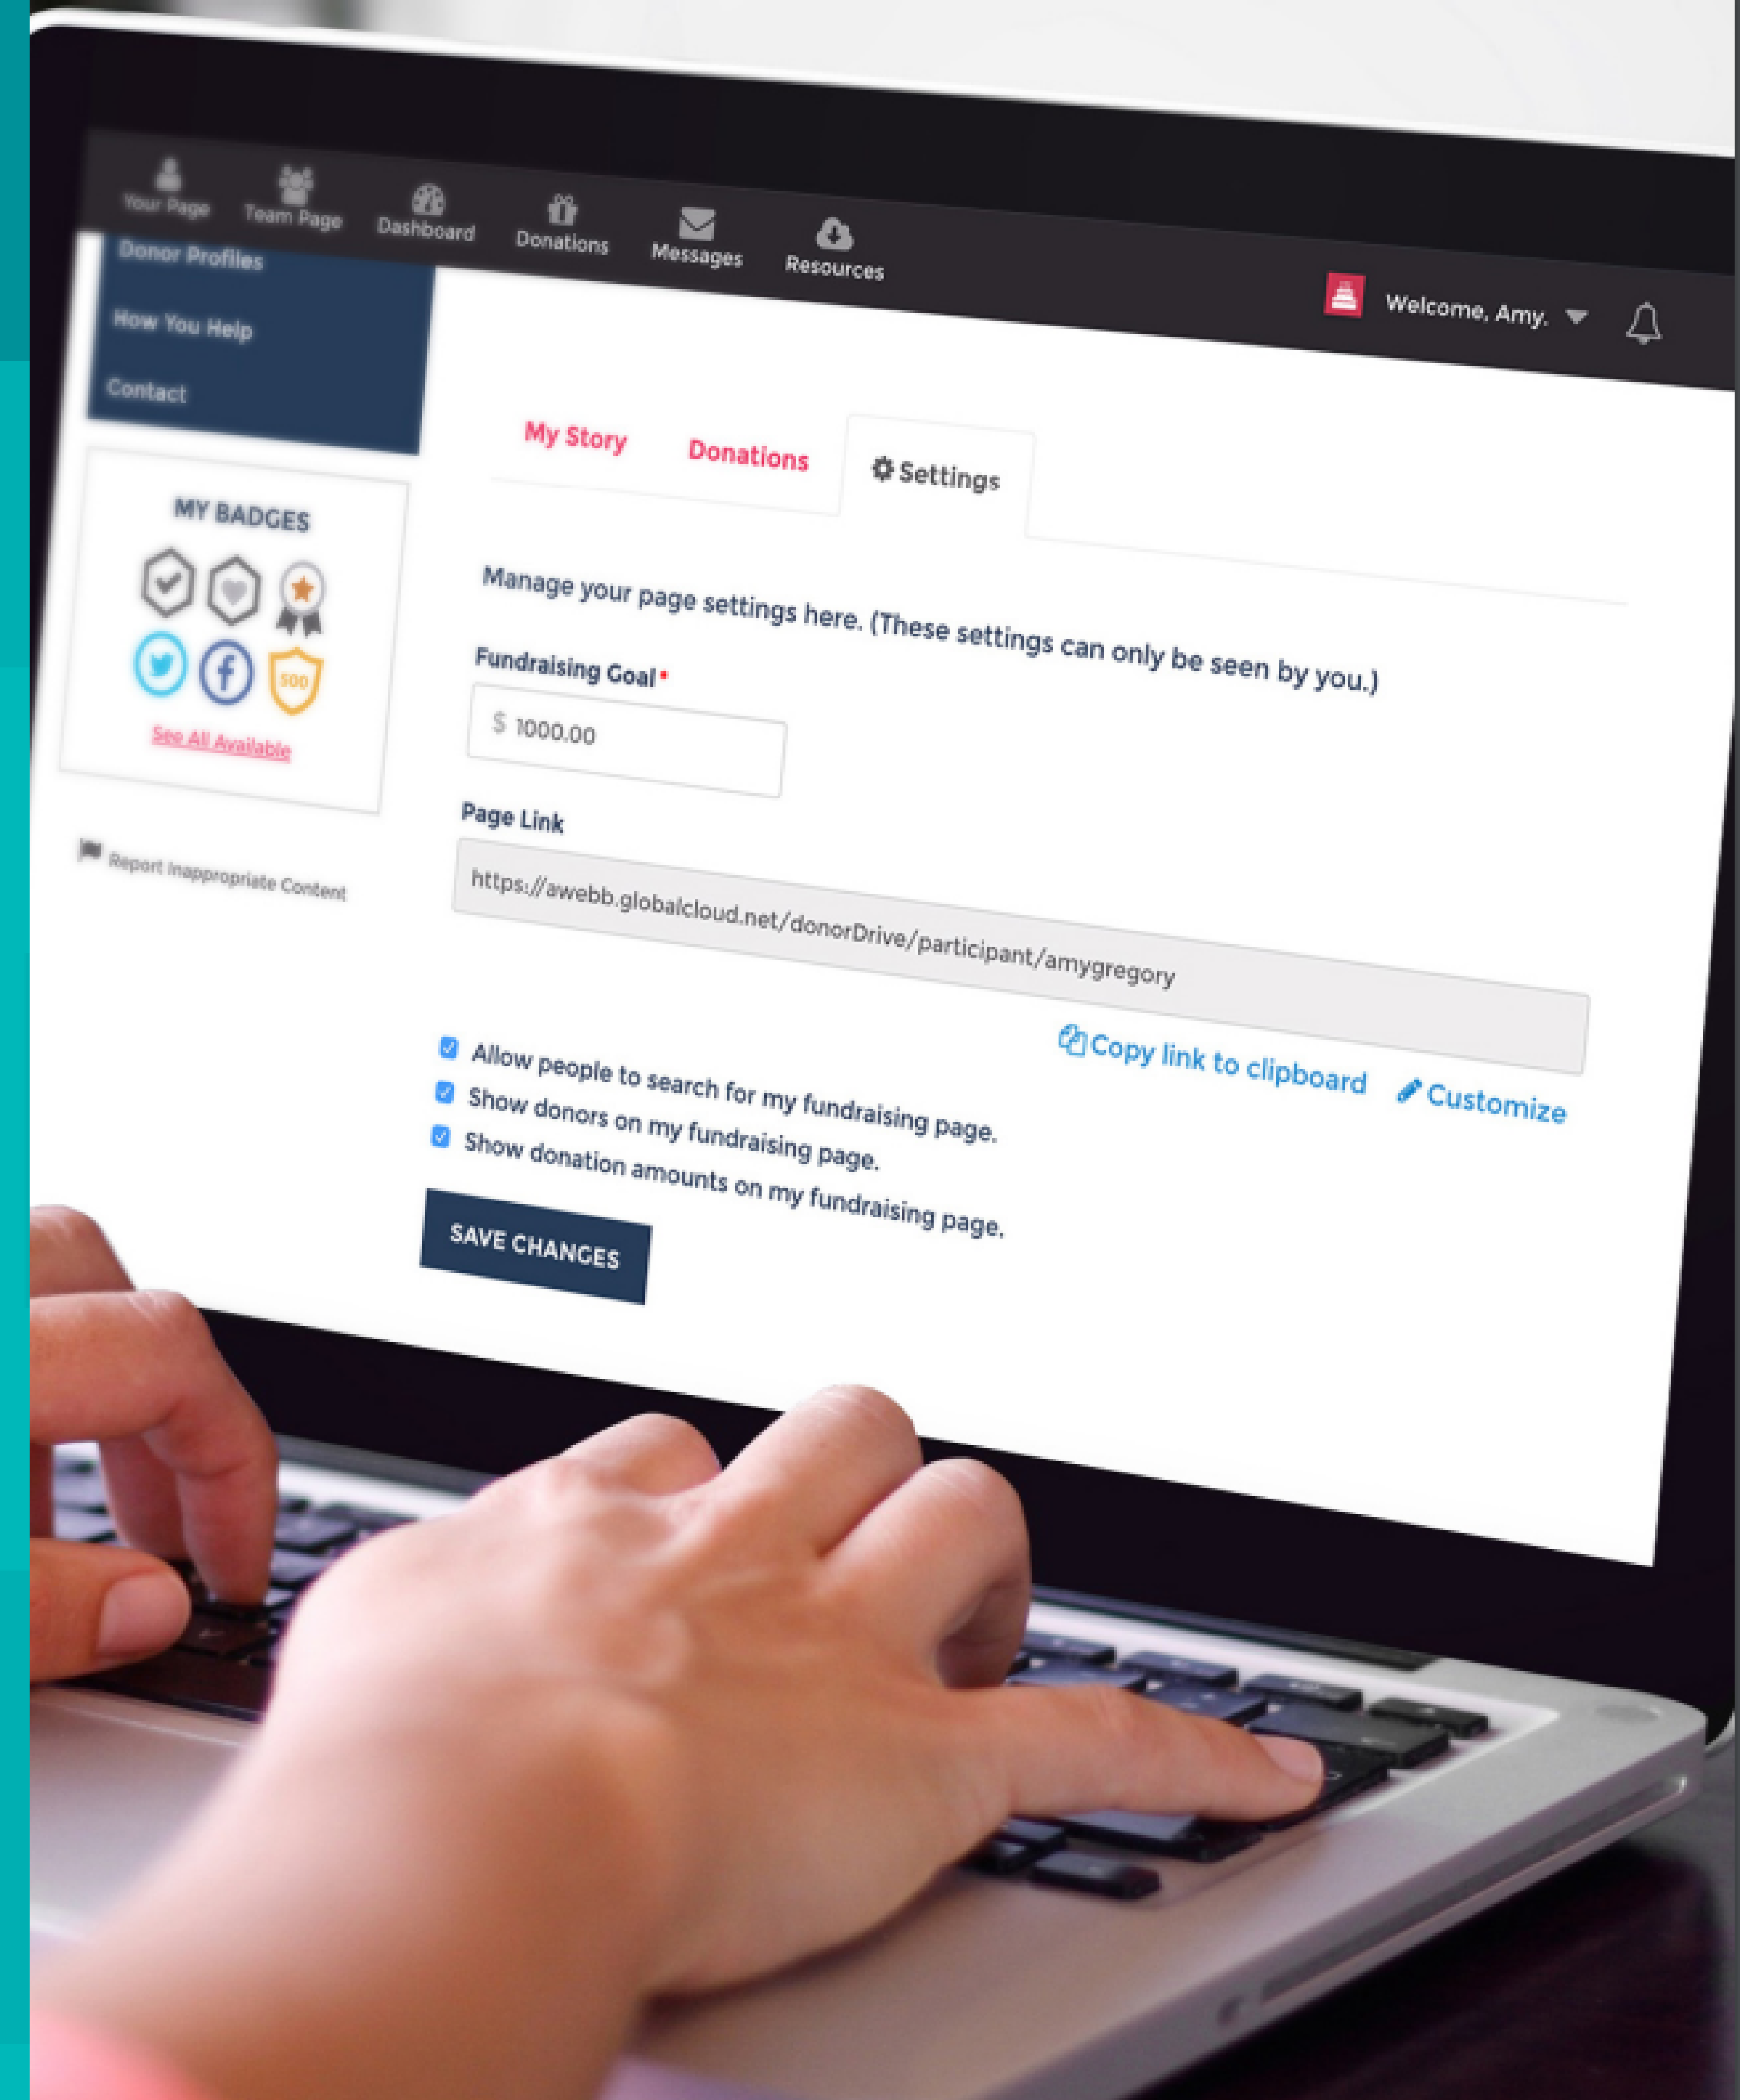 Your Page
Team Page
Dashboard
Donations
Messages
Resources
Welcome, Amy.
Donor Profiles
How You Help
Contact
MY BADGES
500
See All Available
Report Inappropriate Content
My Story
Donations
Settings
Manage your page settings here. (These settings can only be seen by you.)
Fundraising Goal*
$ 1000.00
Page Link
https://awebb.globalcloud.net/donorDrive/participant/amygregory
Copy link to clipboard
Customize
Allow people to search for my fundraising page.
Show donors on my fundraising page.
Show donation amounts on my fundraising page.
SAVE CHANGES